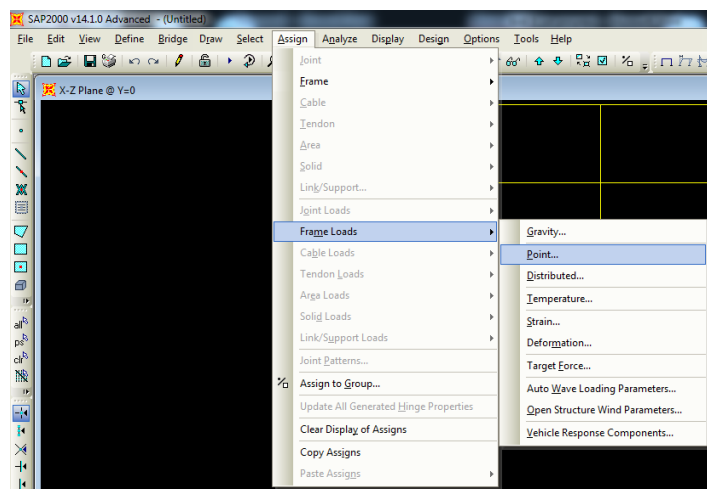 SAP2000 v14.1.0 Advanced - (Untitled)
File Edit View Define Bridge Draw Select Assign Analyze Display Design Options Tools Help
X-Z Plane @ Y=0
Joint
Frame
Cable
Tendon
Area
Solid
Link/Support...
Joint Loads
Frame Loads
Cable Loads
Tendon Loads
Area Loads
Solid Loads
Link/Support Loads
Joint Patterns...
Assign to Group...
Update All Generated Hinge Properties
Clear Display of Assigns
Copy Assigns
Paste Assigns
Gravity...
Point...
Distributed...
Temperature...
Strain...
Deformation...
Target Force...
Auto Wave Loading Parameters...
Open Structure Wind Parameters...
Vehicle Response Components...
all
ps
clr